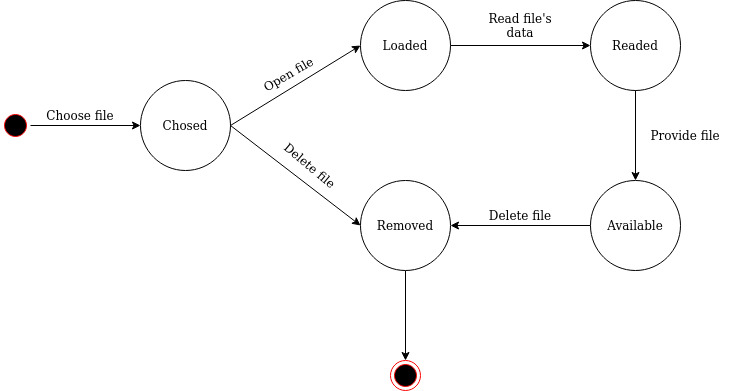 Read file's
data
Loaded
Readed
Open file
Choose file
Chosed
Provide file
Delete file
Removed
Delete file
Available